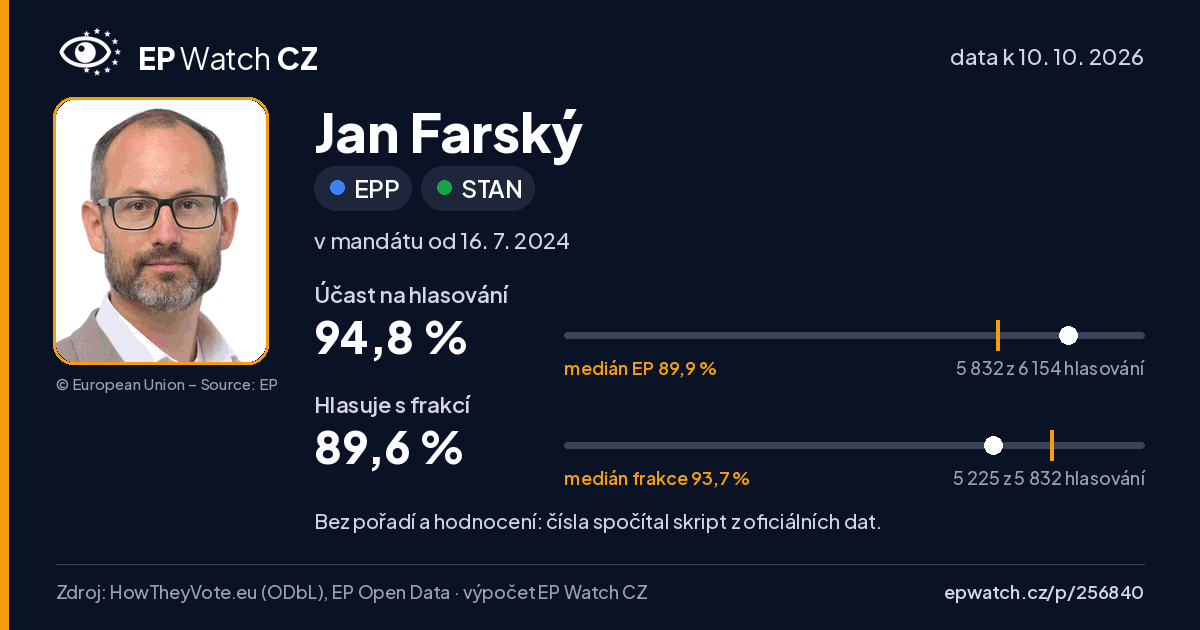 EP Watch CZ
data k 10. 10. 2026
Jan Farský
EPP STAN
v mandátu od 16. 7. 2024
Účast na hlasování
94,8 %
medián EP 89,9 %
5 832 z 6 154 hlasování
© European Union – Source: EP
Hlasuje s frakcí
89,6 %
medián frakce 93,7 %
5 225 z 5 832 hlasování
Bez pořadí a hodnocení: čísla spočítal skript z oficiálních dat.
Zdroj: HowTheyVote.eu (ODbL), EP Open Data · výpočet EP Watch CZ
epwatch.cz/p/256840